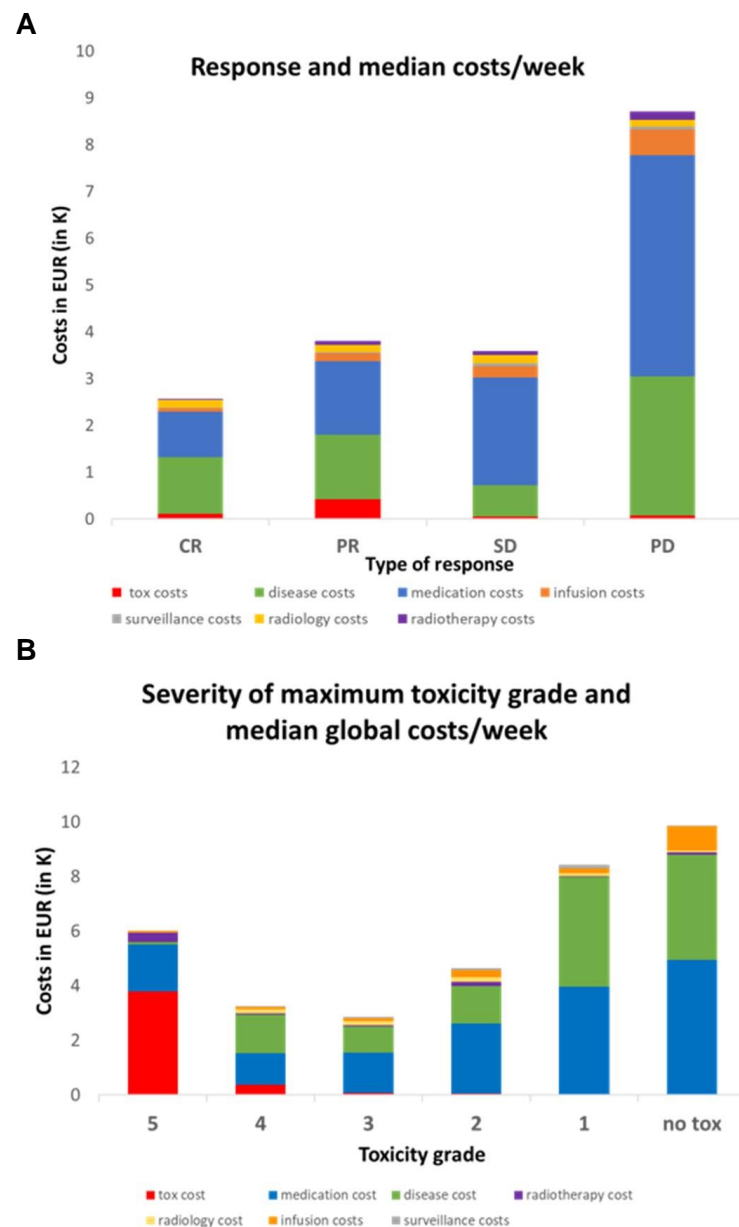 A
Response and median costs/week
10
9
8
7
6
5
4
3
2
1
0
Costs in EUR (in K)
CR PR SD PD
Type of response
tox costs disease costs medication costs infusion costs
surveillance costs radiology costs radiotherapy costs
B
Severity of maximum toxicity grade and
median global costs/week
12
10
8
6
4
2
0
Costs in EUR (in K)
5 4 3 2 1 no tox
Toxicity grade
tox cost medication cost disease cost radiotherapy cost
radiology cost infusion costs surveillance costs